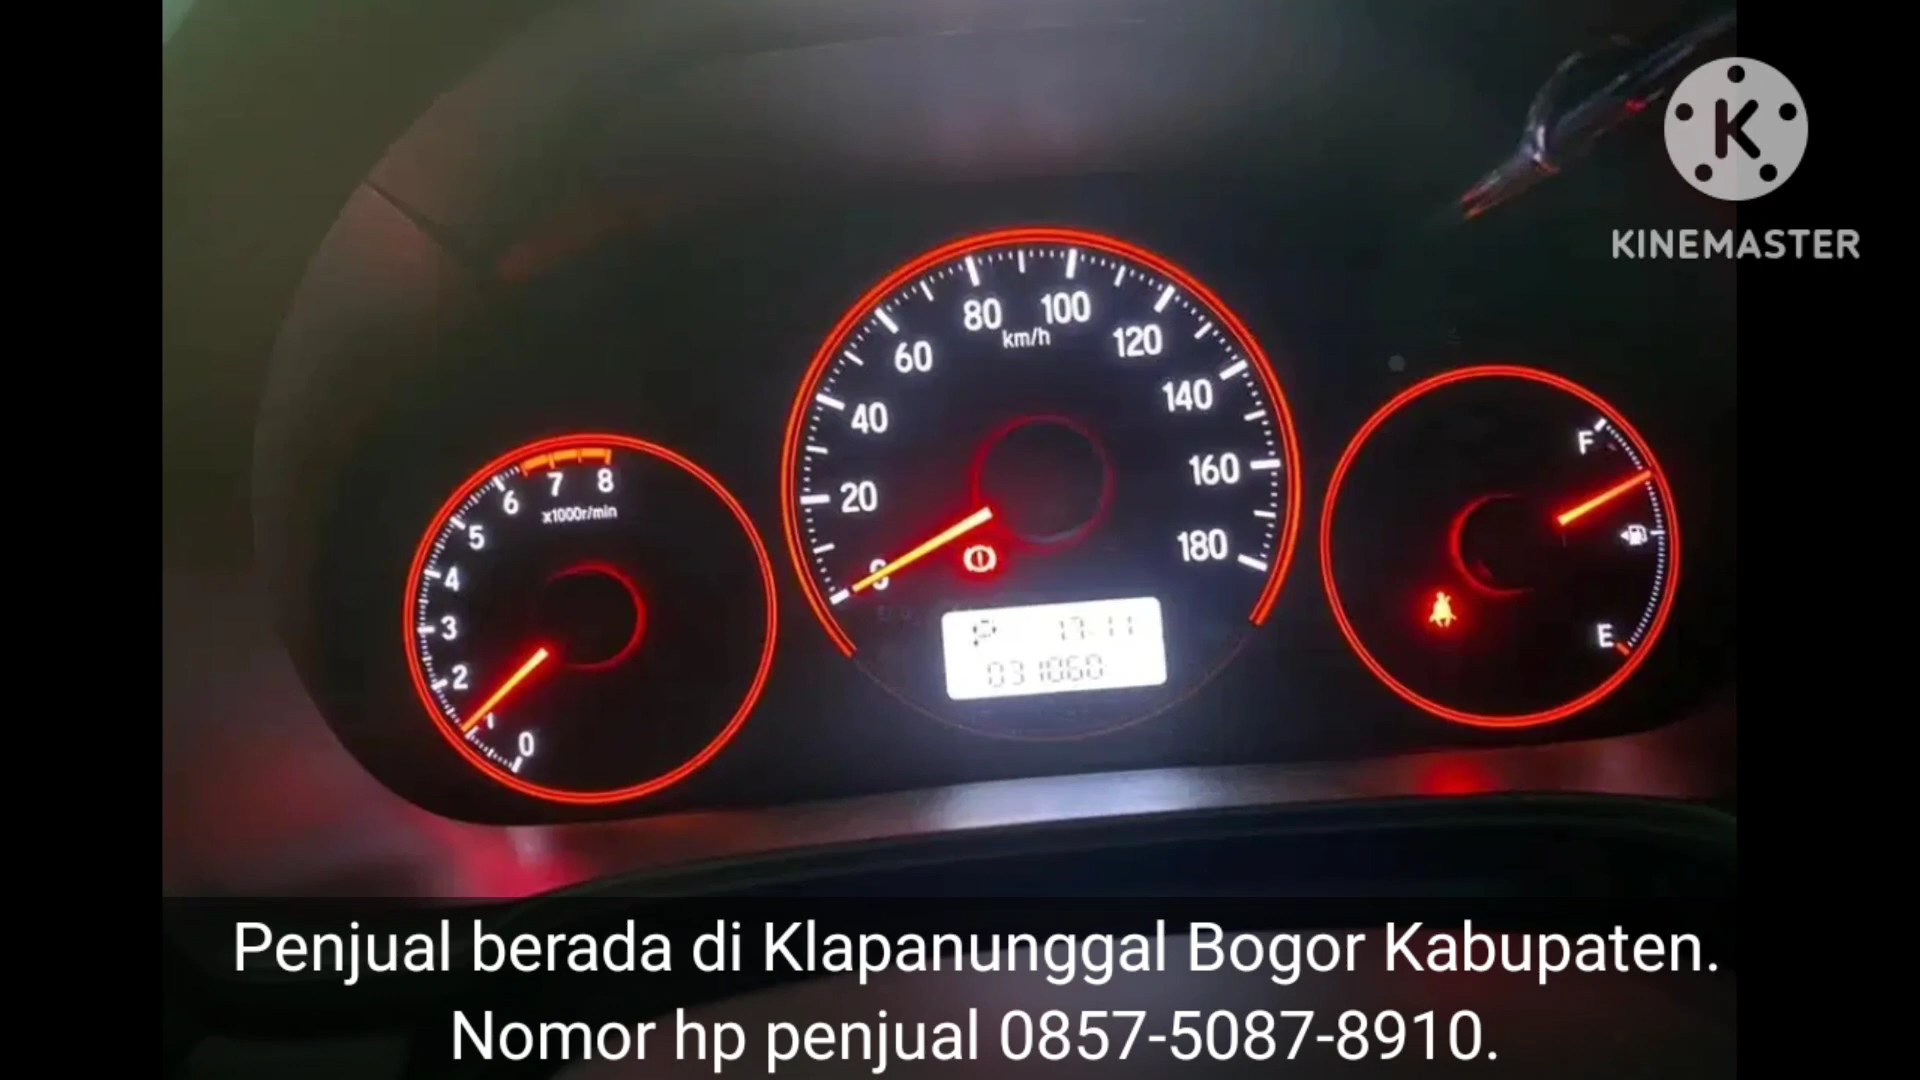 K
KINEMASTER
80 100
km/h
60 120
40 140
20 160
0 180
6 7 8
x1000r/min
5
4
3
2
1
0
F
E
P 17:11
031060
Penjual berada di Klapanunggal Bogor Kabupaten.
Nomor hp penjual 0857-5087-8910.